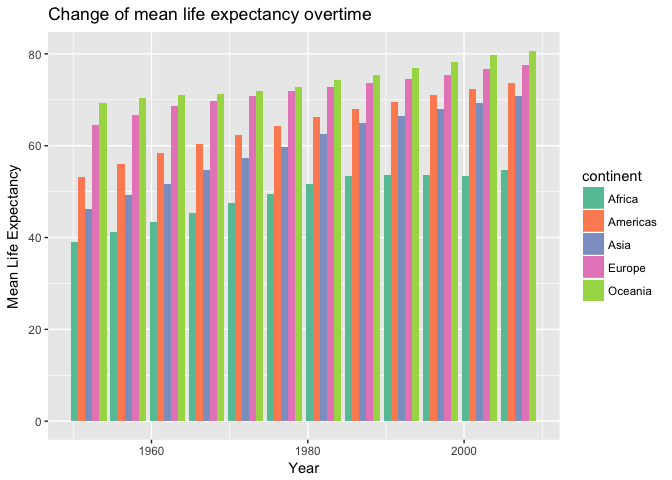 Change of mean life expectancy overtime
Mean Life Expectancy
80
60
40
20
0
1960 1980 2000
Year
continent
Africa
Americas
Asia
Europe
Oceania